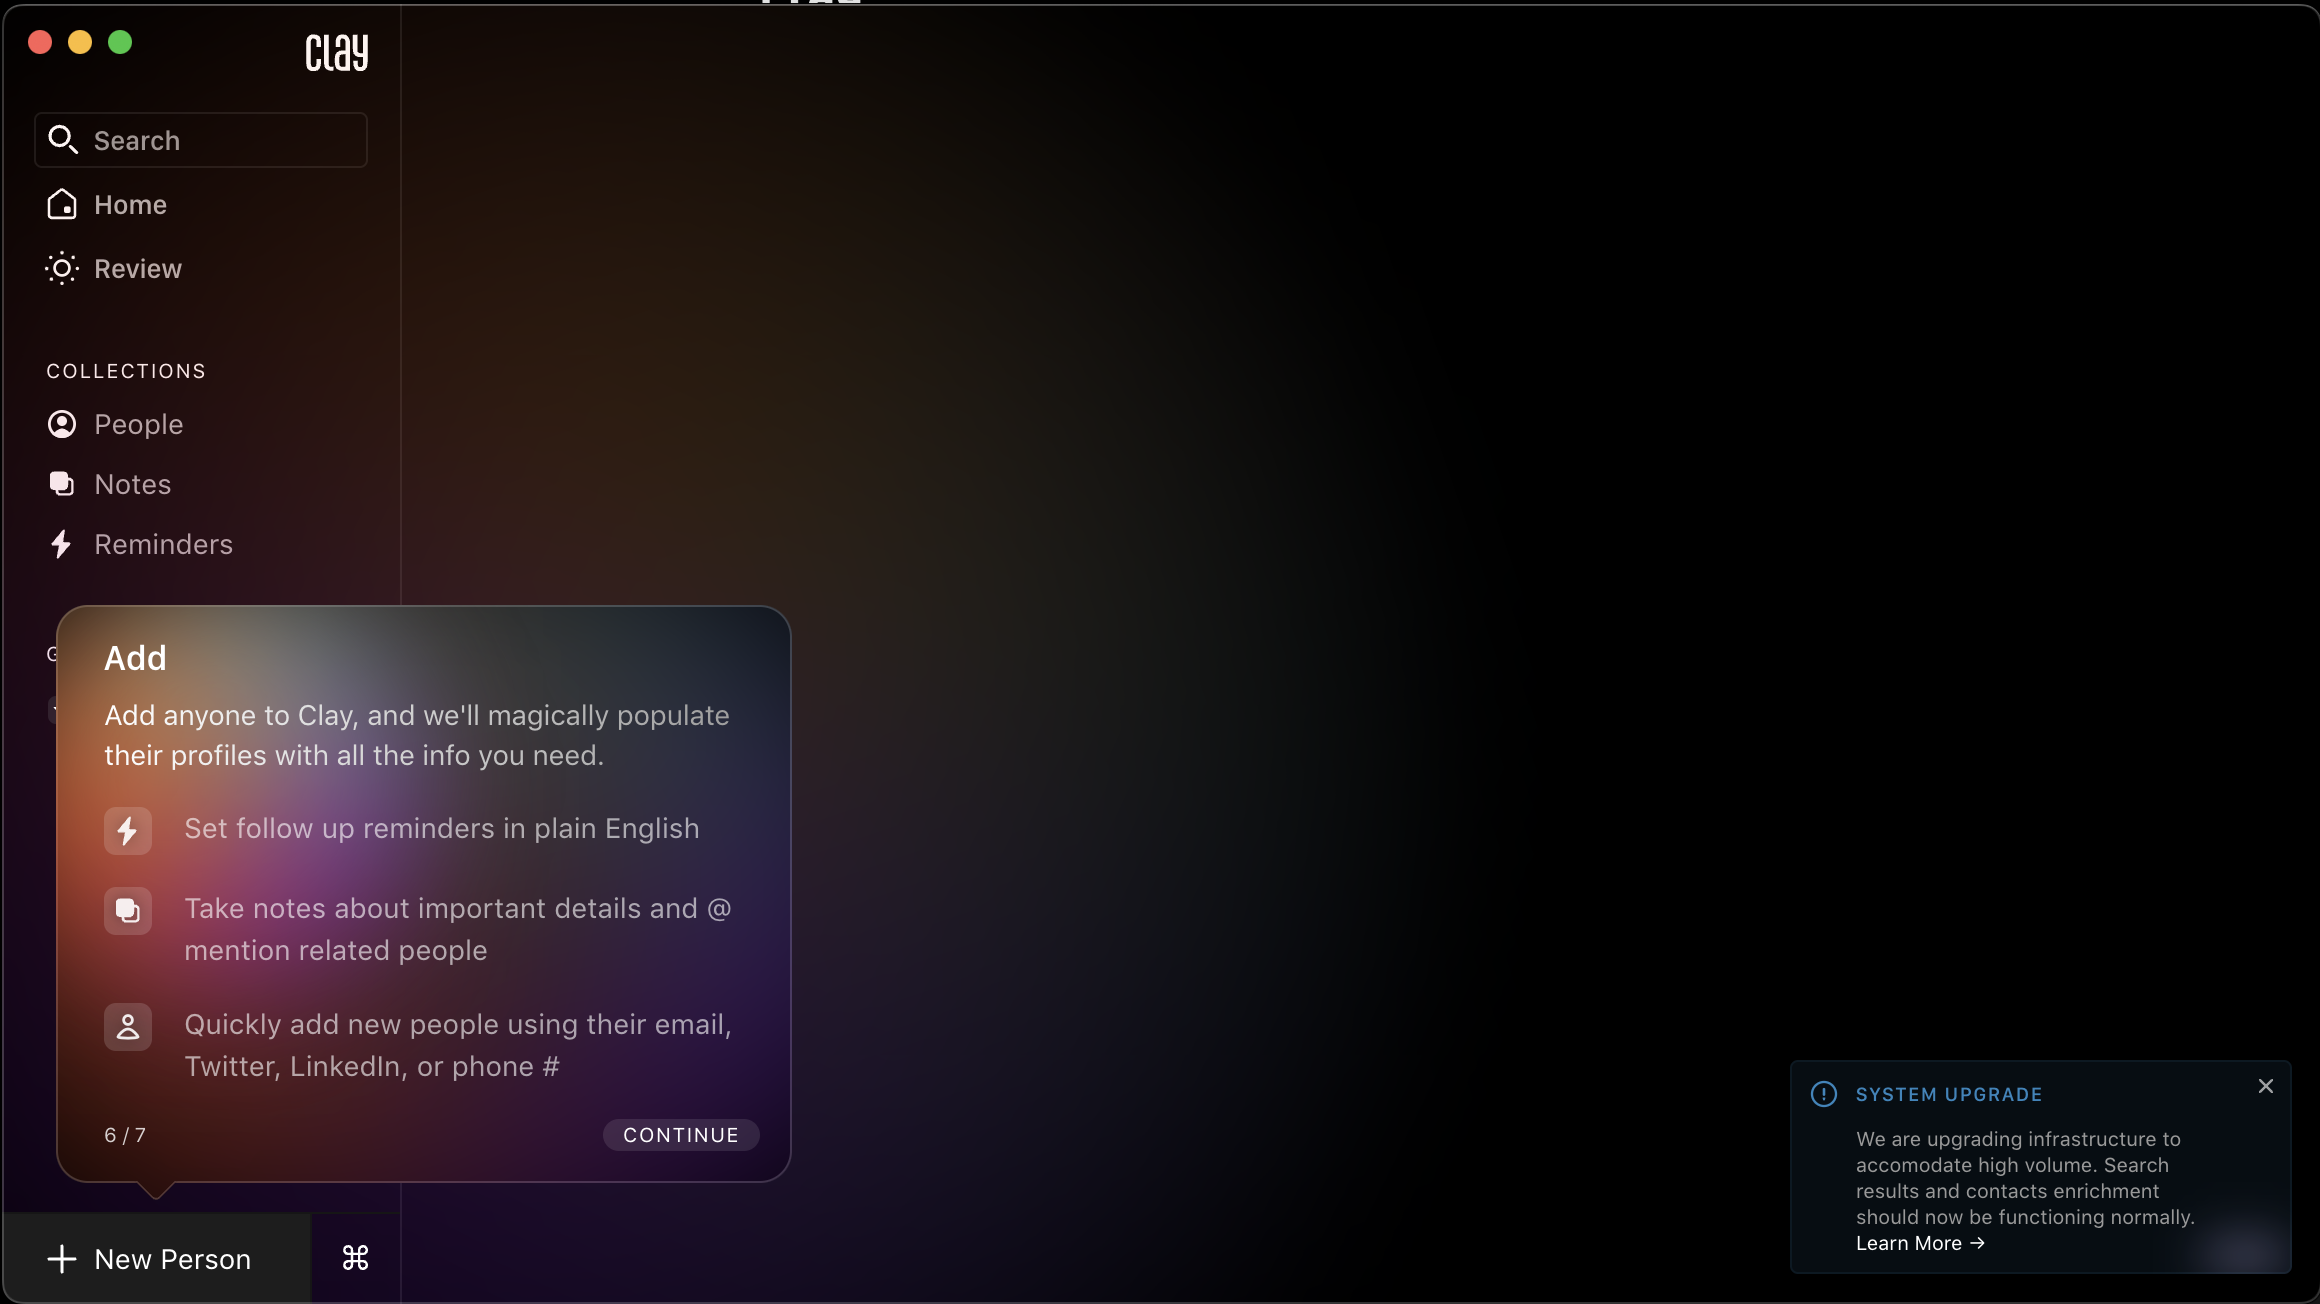 Clay
Search
Home
Review
COLLECTIONS
People
Notes
Reminders
G
Add
Add anyone to Clay, and we'll magically populate
their profiles with all the info you need.
Set follow up reminders in plain English
Take notes about important details and @
mention related people
Quickly add new people using their email,
Twitter, LinkedIn, or phone #
6 / 7
CONTINUE
New Person
⌘
SYSTEM UPGRADE
We are upgrading infrastructure to
accomodate high volume. Search
results and contacts enrichment
should now be functioning normally.
Learn More →